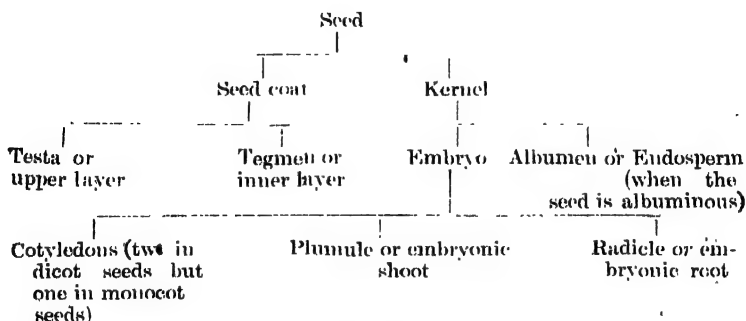 Seed
Seed coat Kernel
Testa or Tegmen or Embryo Albumen or Endosperm
upper layer inner layer (when the
seed is albuminous)
Cotyledons (two in Plumule or embryonic Radicle or em-
dicot seeds but shoot bryonic root
one in monocot
seeds)